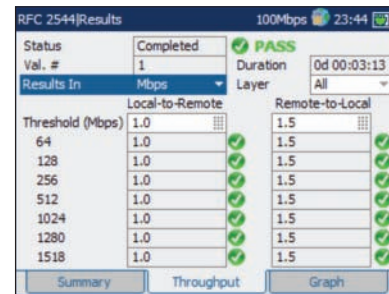 RFC 2544|Results 100Mbps 23:44
Status Completed PASS
Val. # 1 Duration 0d 00:03:13
Results In Mbps Layer All
Local-to-Remote Remote-to-Local
Threshold (Mbps) 1.0 1.5
64 1.0 1.5
128 1.0 1.5
256 1.0 1.5
512 1.0 1.5
1024 1.0 1.5
1280 1.0 1.5
1518 1.0 1.5
Summary Throughput Graph